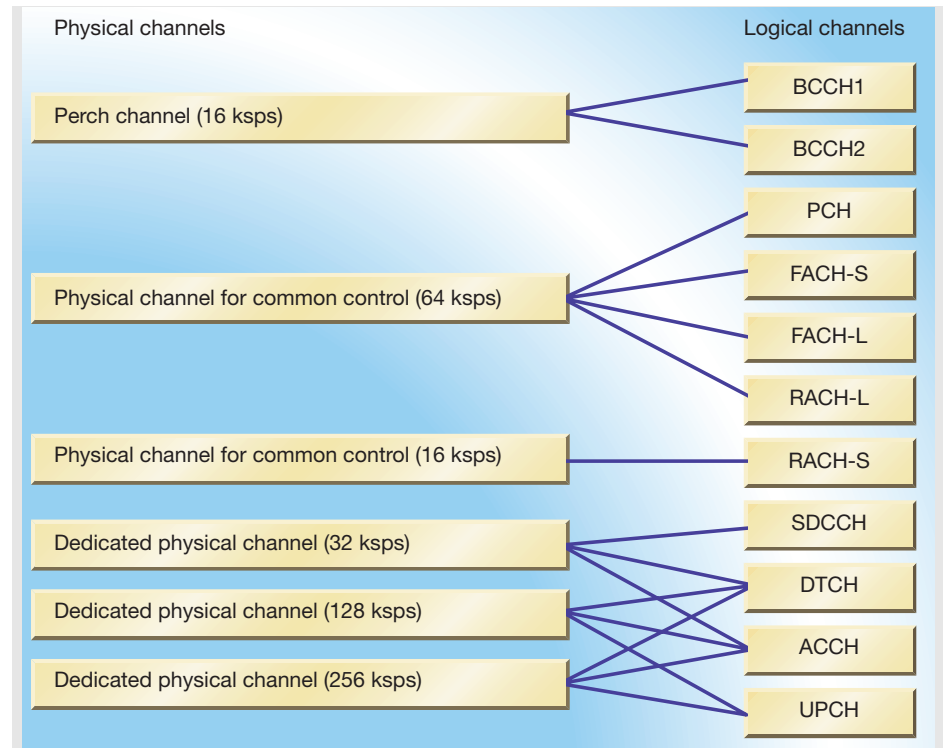 Physical channels
Logical channels
Perch channel (16 ksps)
Physical channel for common control (64 ksps)
Physical channel for common control (16 ksps)
Dedicated physical channel (32 ksps)
Dedicated physical channel (128 ksps)
Dedicated physical channel (256 ksps)
BCCH1
BCCH2
PCH
FACH-S
FACH-L
RACH-L
RACH-S
SDCCH
DTCH
ACCH
UPCH